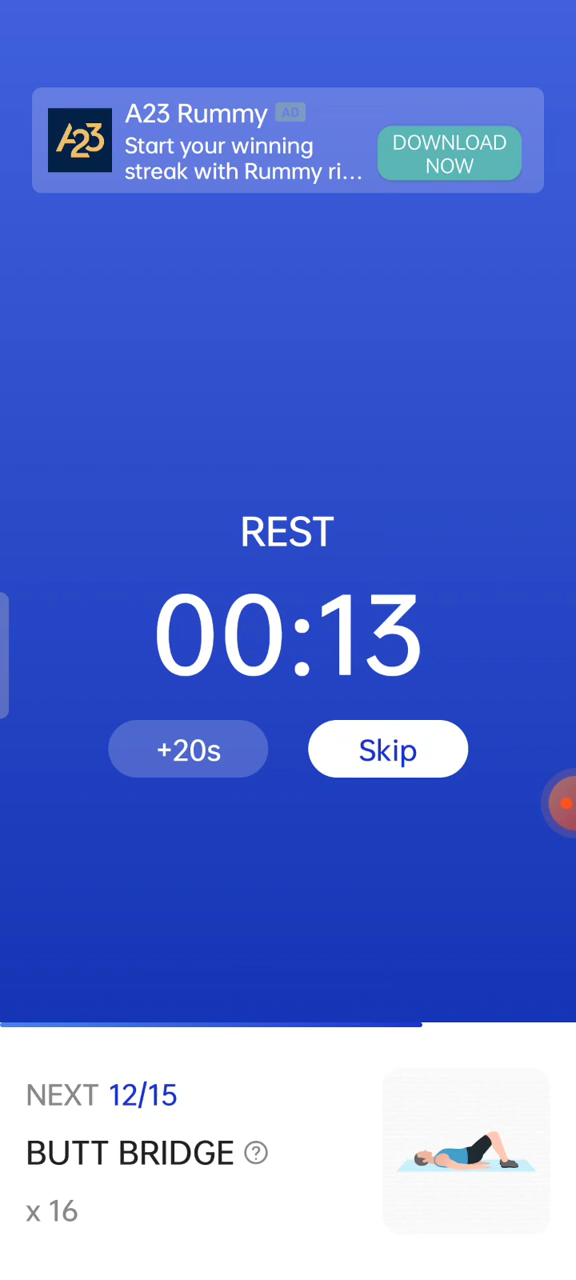 A23
A23 Rummy AD
Start your winning
streak with Rummy ri...
DOWNLOAD
NOW
REST
00:13
+20s
Skip
NEXT 12/15
BUTT BRIDGE ?
x 16